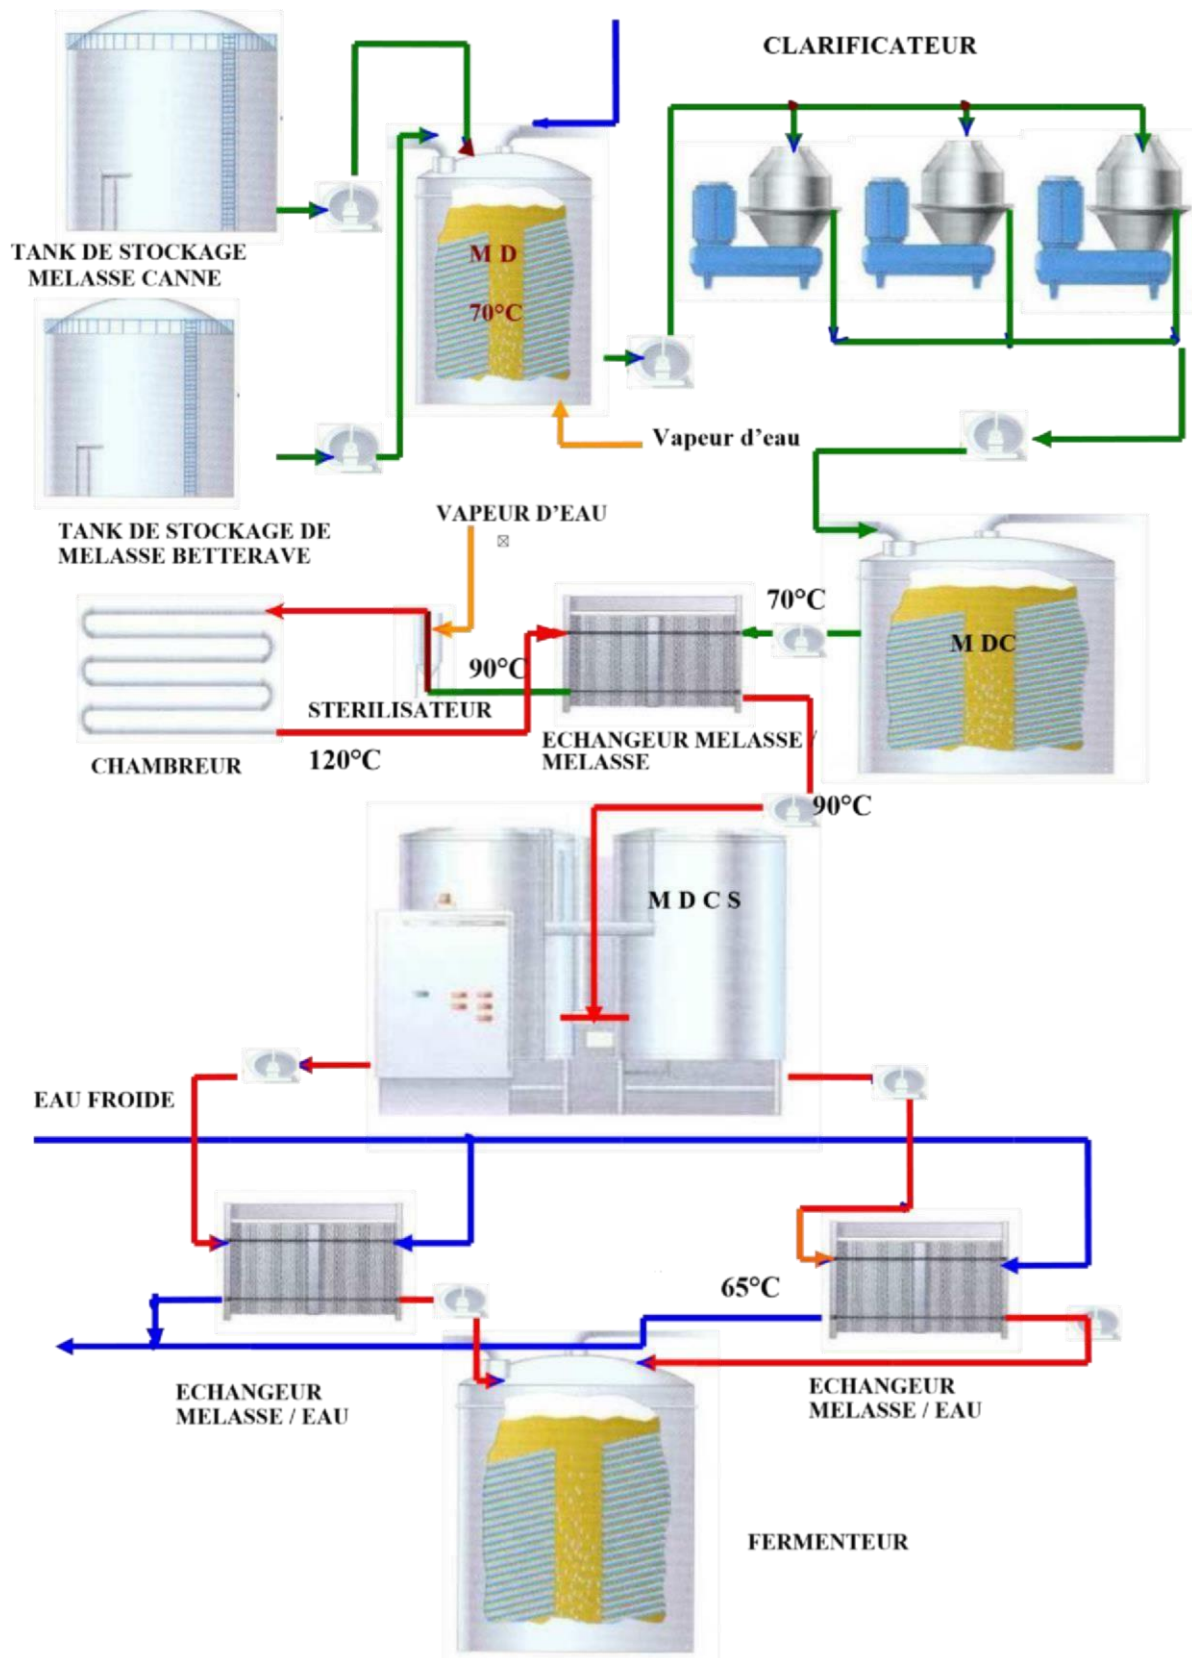 CLARIFICATEUR
TANK DE STOCKAGE
MELASSE CANNE
M D
70°C
Vapeur d’eau
TANK DE STOCKAGE DE
MELASSE BETTERAVE
VAPEUR D’EAU
70°C
M DC
90°C
STERILISATEUR
ECHANGEUR MELASSE /
MELASSE
CHAMBREUR
120°C
90°C
M D C S
EAU FROIDE
65°C
ECHANGEUR
MELASSE / EAU
ECHANGEUR
MELASSE / EAU
FERMENTEUR